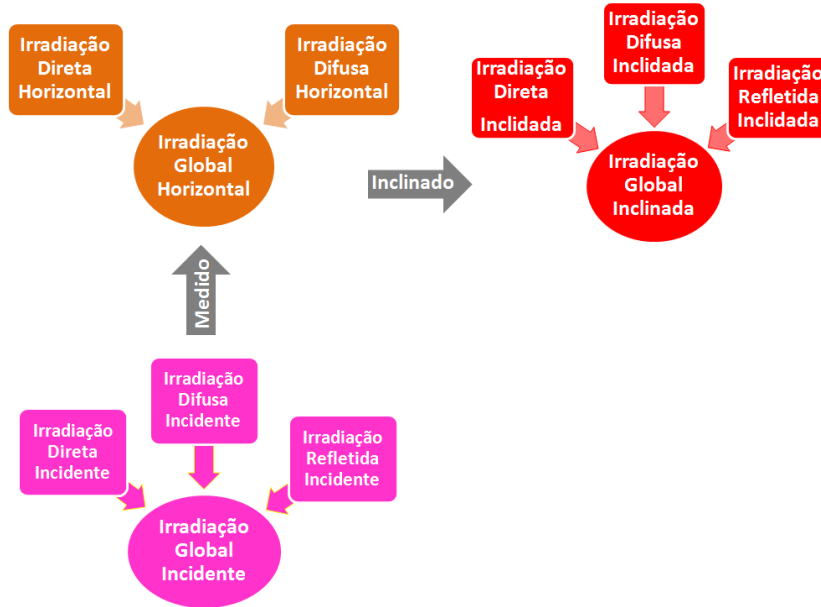 Irradiação
Direta
Horizontal
Irradiação
Difusa
Horizontal
Irradiação
Global
Horizontal
Inclinado
Irradiação
Direta
Inclidada
Irradiação
Difusa
Inclidada
Irradiação
Refletida
Inclidada
Irradiação
Global
Inclinada
Medido
Irradiação
Direta
Incidente
Irradiação
Difusa
Incidente
Irradiação
Refletida
Incidente
Irradiação
Global
Incidente